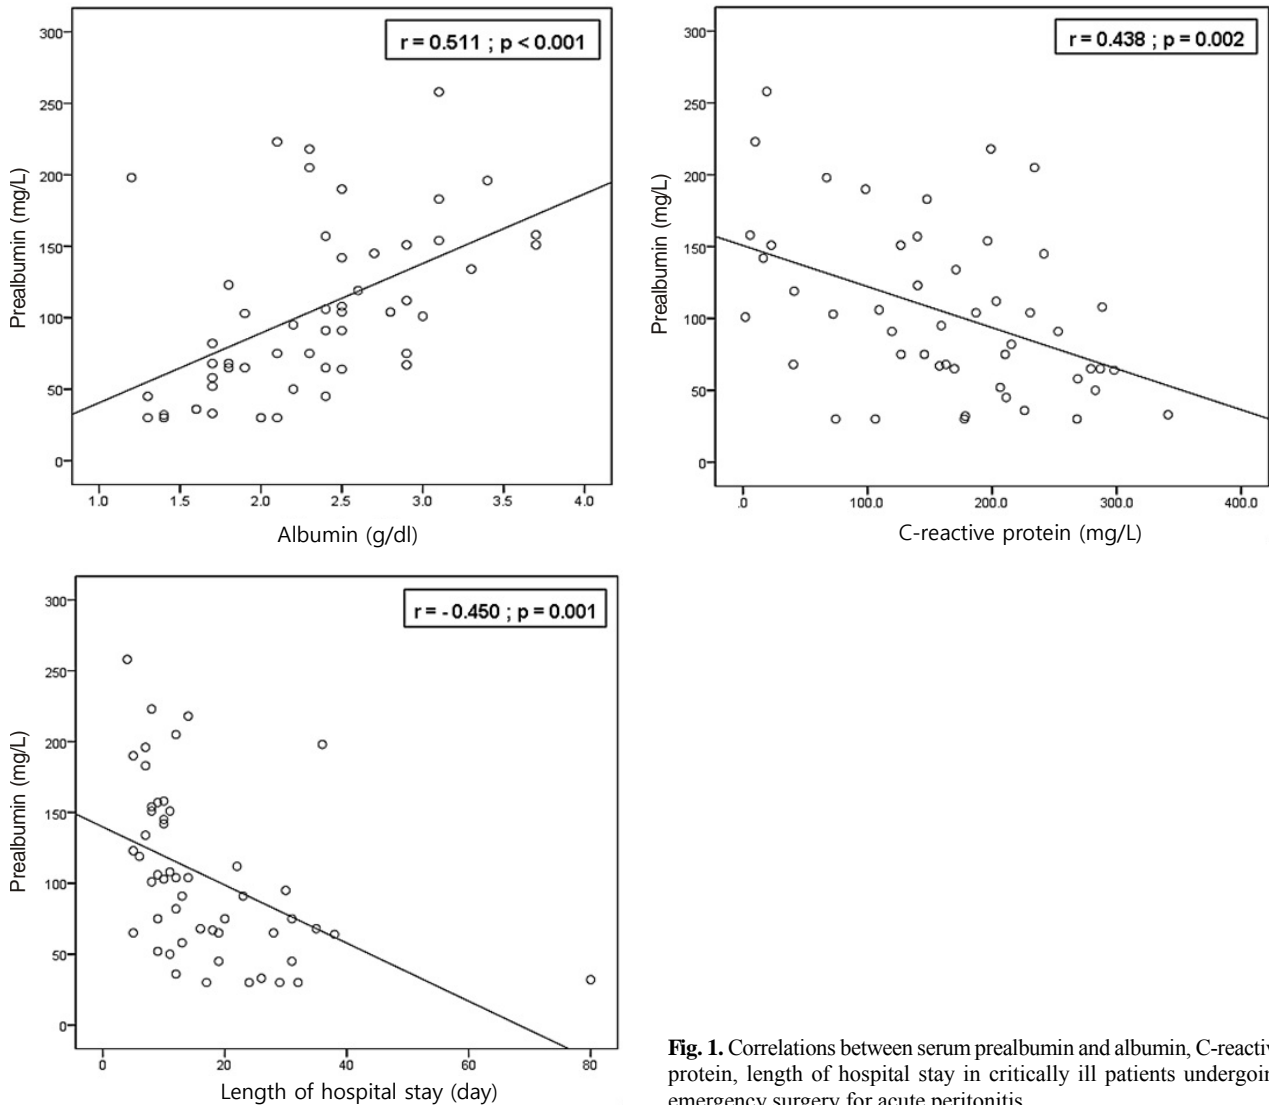 r = 0.511 ; p < 0.001
300
250
200
150
100
50
0
Prealbumin (mg/L)
1.0 1.5 2.0 2.5 3.0 3.5 4.0
Albumin (g/dl)
r = 0.438 ; p = 0.002
300
250
200
150
100
50
0
Prealbumin (mg/L)
.0 100.0 200.0 300.0 400.0
C-reactive protein (mg/L)
r = - 0.450 ; p = 0.001
300
250
200
150
100
50
0
Prealbumin (mg/L)
0 20 40 60 80
Length of hospital stay (day)
Fig. 1. Correlations between serum prealbumin and albumin, C-reactiv
protein, length of hospital stay in critically ill patients undergoin
emergency surgery for acute peritonitis